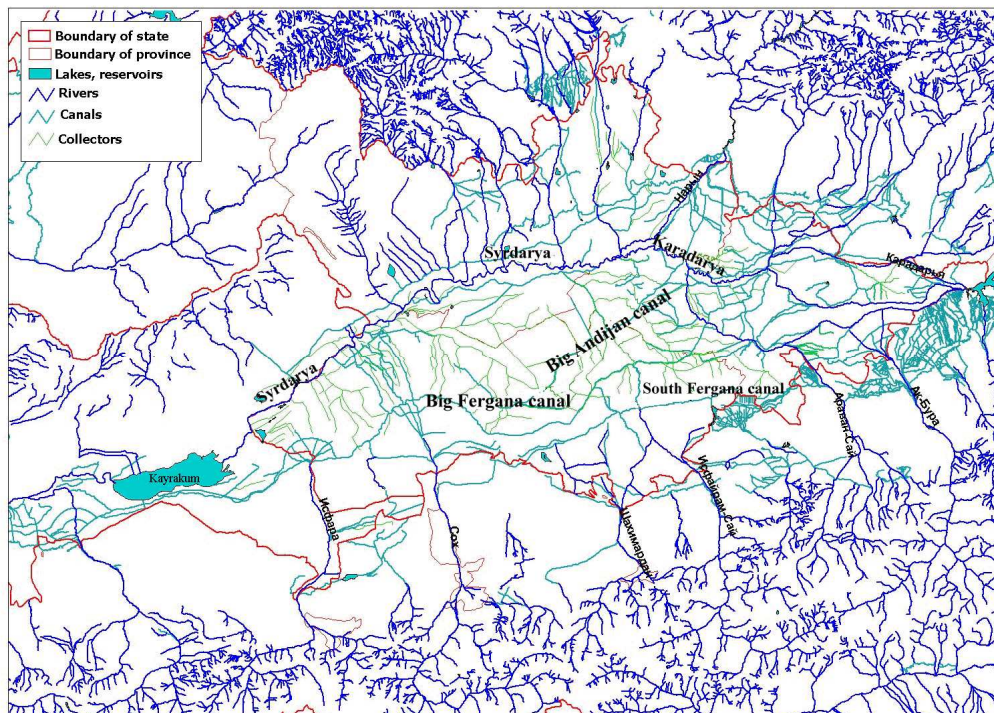 Boundary of state
Boundary of province
Lakes, reservoirs
Rivers
Canals
Collectors
Нарын
Syrdarya
Karadarya
Карадарья
Big Andijan canal
Syrdarya
Big Fergana canal
South Fergana canal
Араван-Сай
Ак-Бура
Kayrakum
Исфара
Сох
Шахимардан
Исфайрам-Сай